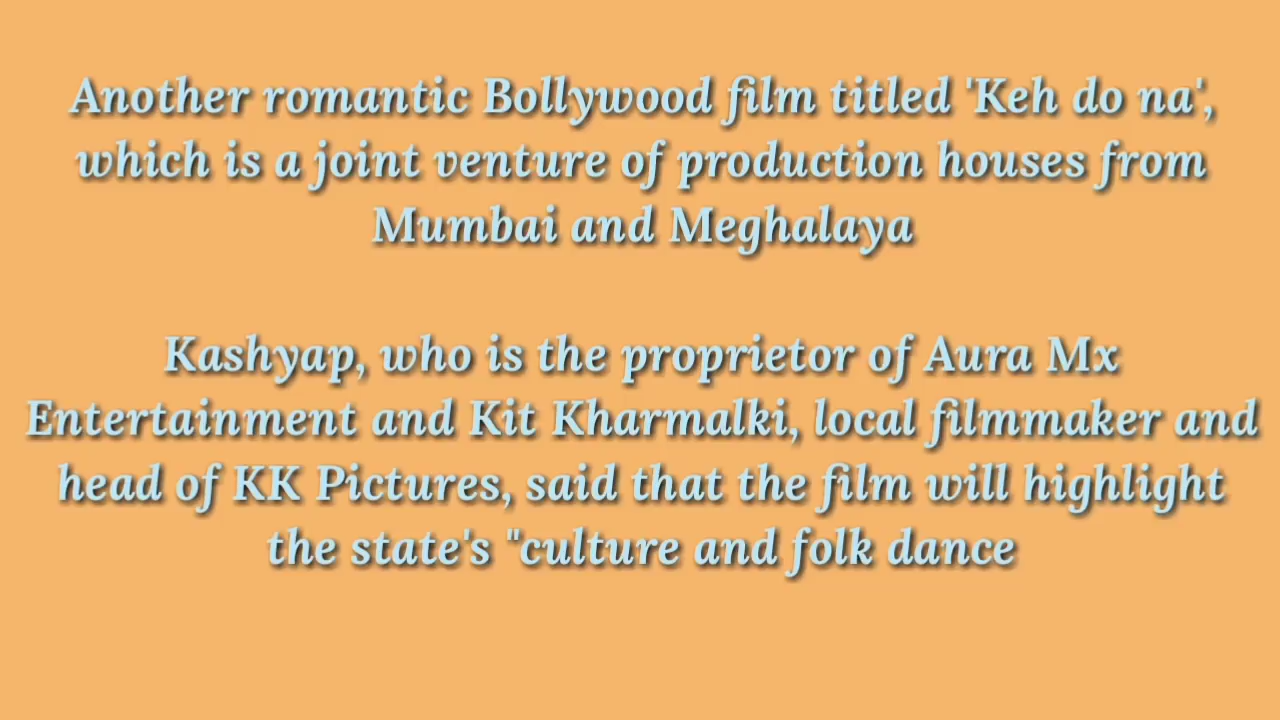 Another romantic Bollywood film titled 'Keh do na',
which is a joint venture of production houses from
Mumbai and Meghalaya
Kashyap, who is the proprietor of Aura Mx
Entertainment and Kit Kharmalki, local filmmaker and
head of KK Pictures, said that the film will highlight
the state's "culture and folk dance